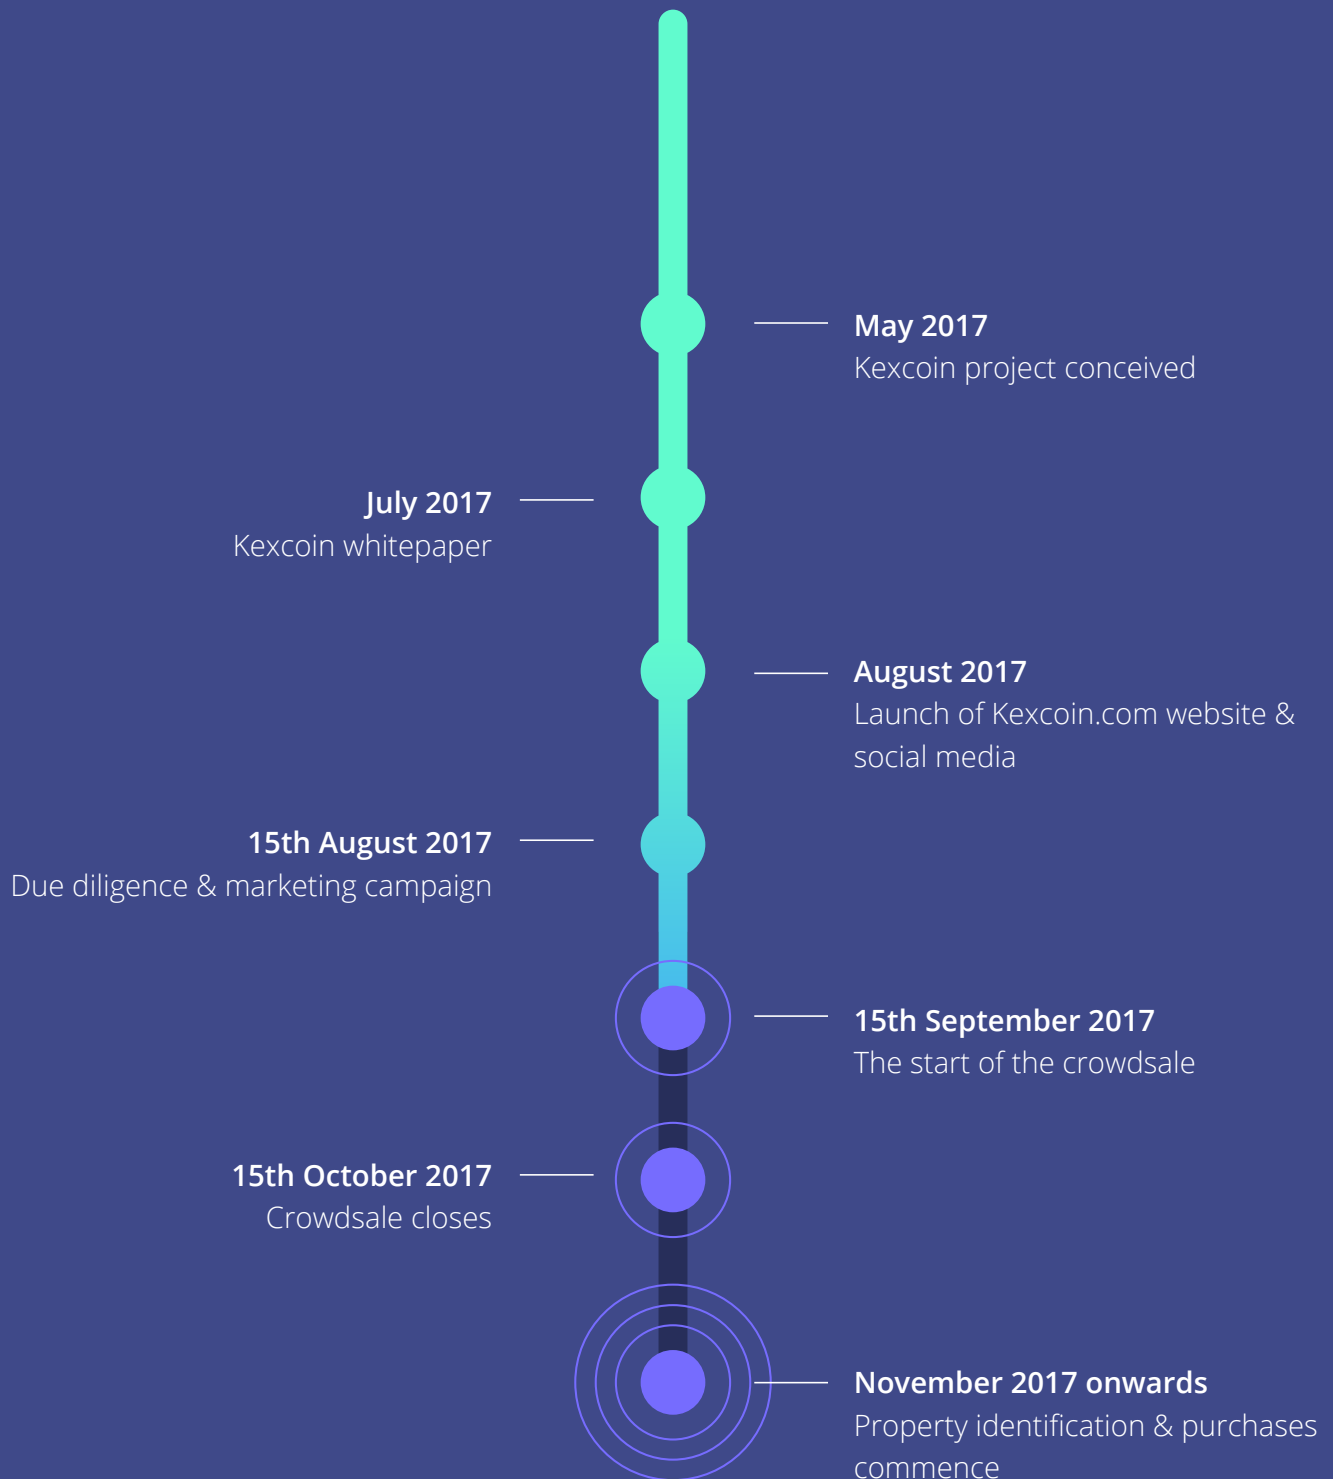 May 2017
Kexcoin project conceived
July 2017
Kexcoin whitepaper
August 2017
Launch of Kexcoin.com website &
social media
15th August 2017
Due diligence & marketing campaign
15th September 2017
The start of the crowdsale
15th October 2017
Crowdsale closes
November 2017 onwards
Property identification & purchases
commence